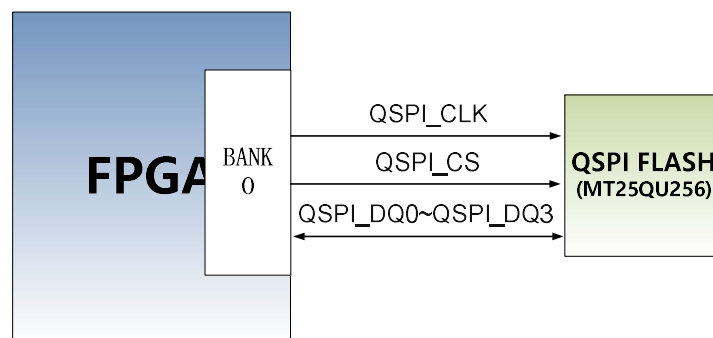 FPGA
BANK
0
QSPI_CLK
QSPI_CS
QSPI_DQ0~QSPI_DQ3
QSPI FLASH
(MT25QU256)